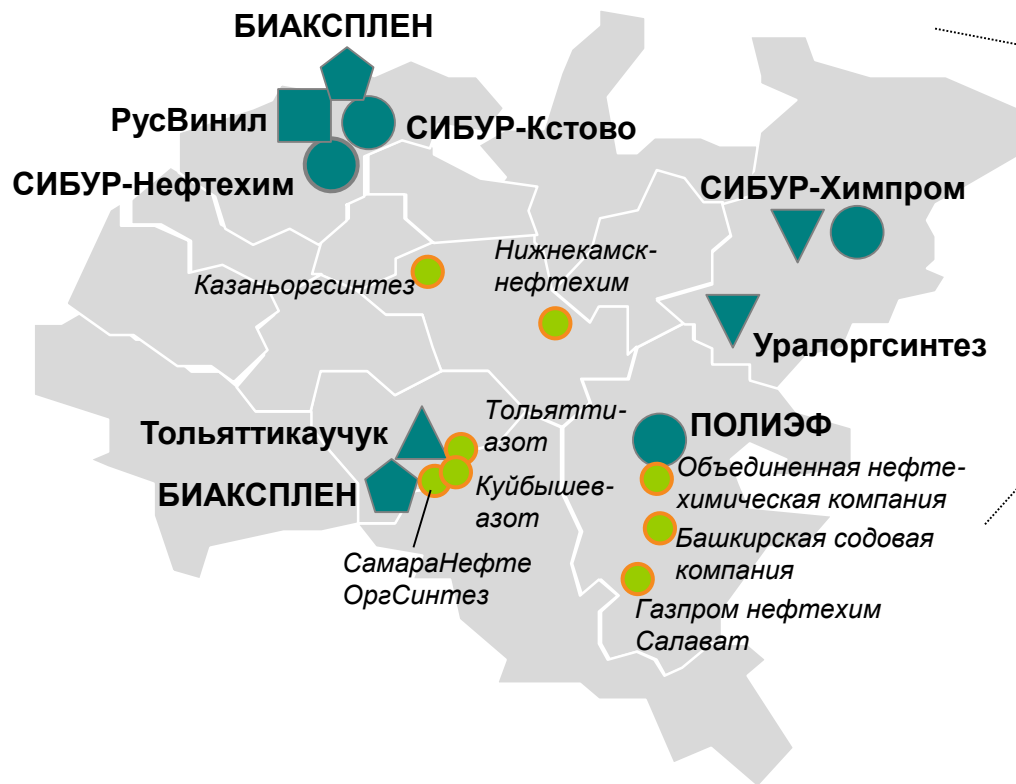 БИАКСПЛЕН
РусВинил
СИБУР-Кстово
СИБУР-Нефтехим
СИБУР-Химпром
Нижнекамск-
нефтехим
Казаньоргсинтез
Уралоргсинтез
Тольятти-
азот
Тольяттикаучук
ПОЛИЭФ
Объединенная нефте-
химическая компания
БИАКСПЛЕН
Куйбышев-
азот
Башкирская содовая
компания
СамараНефте
ОргСинтез
Газпром нефтехим
Салават